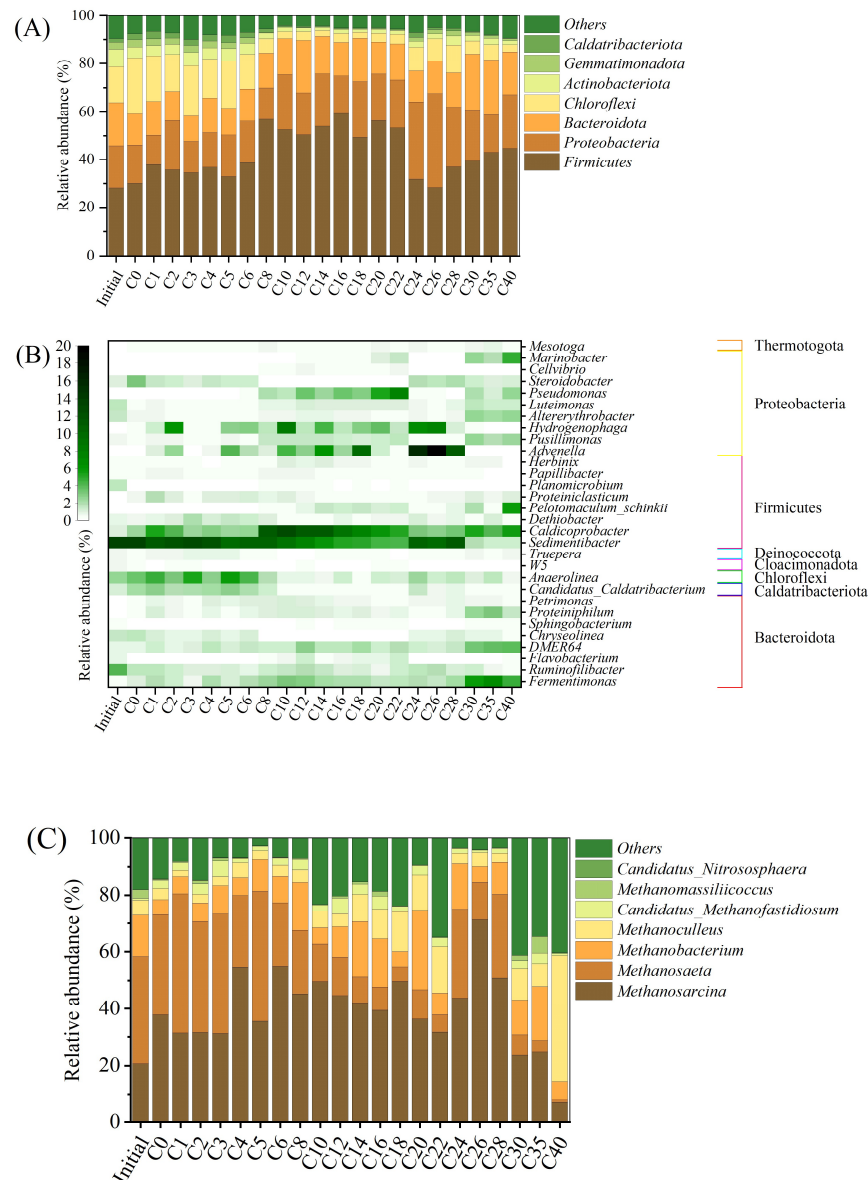 (A)
Relative abundance (%)
100
80
60
40
20
0
Initial
C0
C1
C2
C3
C4
C5
C6
C8
C10
C12
C14
C16
C18
C20
C22
C24
C26
C28
C30
C35
C40
Others
Caldatribacteriota
Gemmatimonadota
Actinobacteriota
Chloroflexi
Bacteroidota
Proteobacteria
Firmicutes
(B)
20
18
16
14
12
10
8
6
4
2
0
Relative abundance (%)
Mesotoga
Marinobacter
Cellvibrio
Steroidobacter
Pseudomonas
Luteimonas
Altererythrobacter
Hydrogenophaga
Pusillimonas
Advenella
Herbinix
Papillibacter
Planomicrobium
Proteiniclasticum
Pelotomaculum_schinkii
Dethiobacter
Caldicoprobacter
Sedimentibacter
Truepera
W5
Anaerolinea
Candidatus_Caldatribacterium
Petrimonas
Proteiniphilum
Sphingobacterium
Chryseolinea
DMER64
Flavobacterium
Ruminofilibacter
Fermentimonas
Thermotogota
Proteobacteria
Firmicutes
Deinococcota
Cloacimonadota
Chloroflexi
Caldatribacteriota
Bacteroidota
Initial
C0
C1
C2
C3
C4
C5
C6
C8
C10
C12
C14
C16
C18
C20
C22
C24
C26
C28
C30
C35
C40
(C)
Relative abundance (%)
100
80
60
40
20
0
Initial
C0
C1
C2
C3
C4
C5
C6
C8
C10
C12
C14
C16
C18
C20
C22
C24
C26
C28
C30
C35
C40
Others
Candidatus_Nitrososphaera
Methanomassiliicoccus
Candidatus_Methanofastidiosum
Methanoculleus
Methanobacterium
Methanosaeta
Methanosarcina